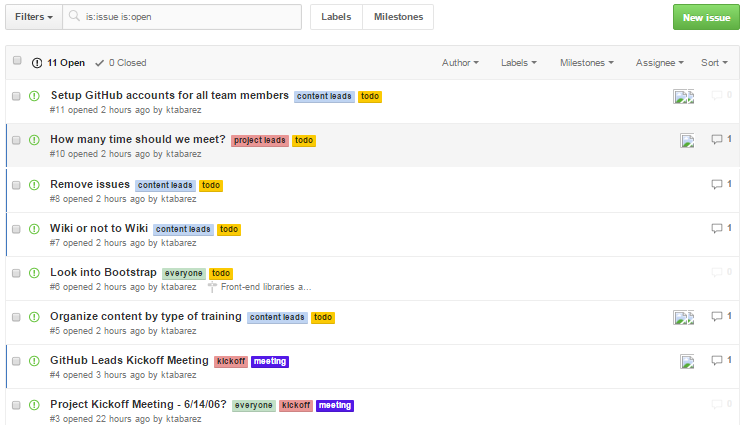 Filters is:issue is:open Labels Milestones New issue
11 Open 0 Closed Author Labels Milestones Assignee Sort
Setup GitHub accounts for all team members content leads todo 0
#11 opened 2 hours ago by ktabarez
How many time should we meet? project leads todo 1
#10 opened 2 hours ago by ktabarez
Remove issues content leads todo 1
#8 opened 2 hours ago by ktabarez
Wiki or not to Wiki content leads todo 1
#7 opened 2 hours ago by ktabarez
Look into Bootstrap everyone todo 0
#6 opened 2 hours ago by ktabarez Front-end libraries a...
Organize content by type of training content leads todo 1
#5 opened 2 hours ago by ktabarez
GitHub Leads Kickoff Meeting kickoff meeting 1
#4 opened 3 hours ago by ktabarez
Project Kickoff Meeting - 6/14/06? everyone kickoff meeting 0
#3 opened 22 hours ago by ktabarez